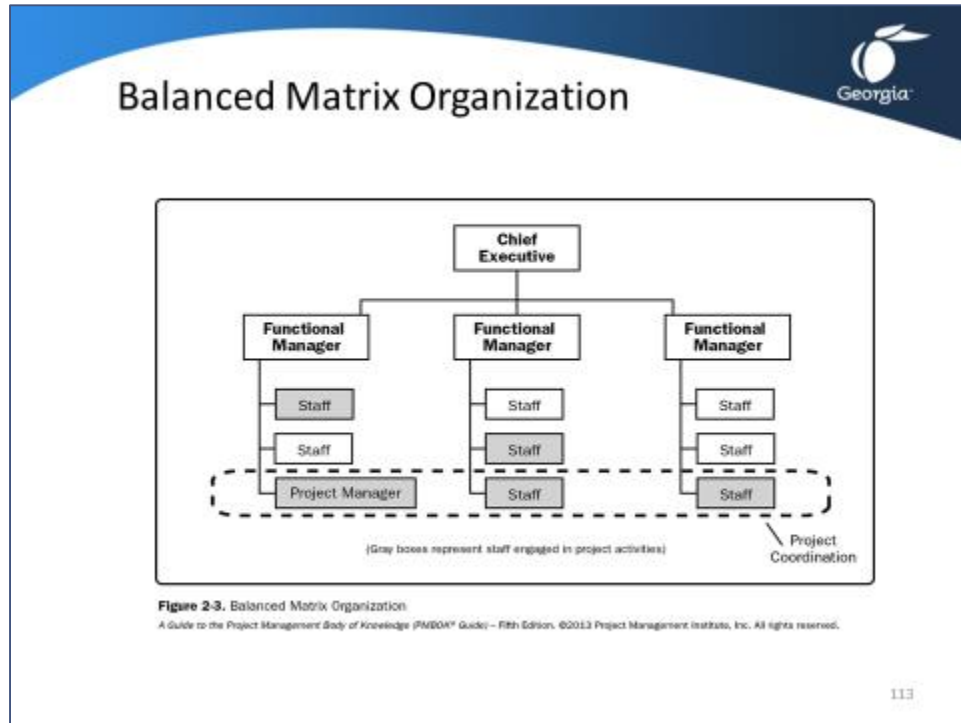 Balanced Matrix Organization
Georgia
Chief
Executive
Functional
Manager
Functional
Manager
Functional
Manager
Staff
Staff
Staff
Staff
Staff
Staff
Project Manager
Staff
Staff
(Gray boxes represent staff engaged in project activities)
Project
Coordination
Figure 2-3. Balanced Matrix Organization
A Guide to the Project Management Body of Knowledge (PMBOK® Guide) – Fifth Edition. ©2013 Project Management Institute, Inc. All rights reserved.
113